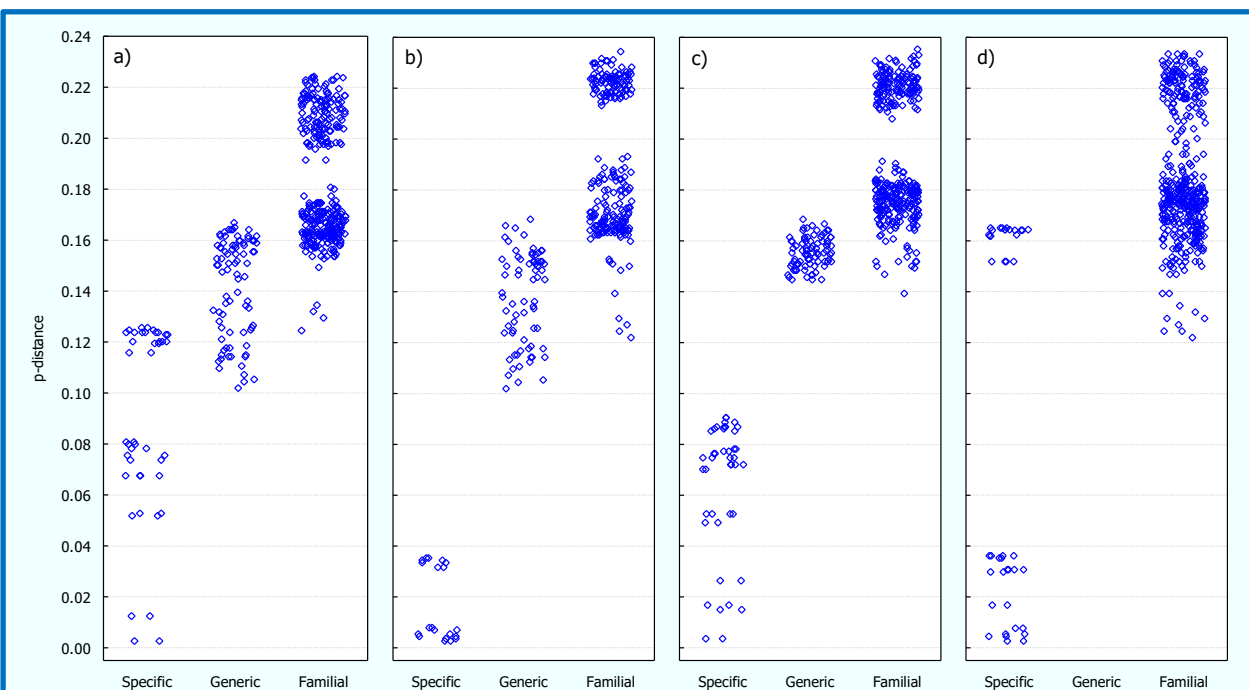 a)
b)
c)
d)
p-distance
0.24
0.22
0.20
0.18
0.16
0.14
0.12
0.10
0.08
0.06
0.04
0.02
0.00
Specific Generic Familial
Specific Generic Familial
Specific Generic Familial
Specific Generic Familial